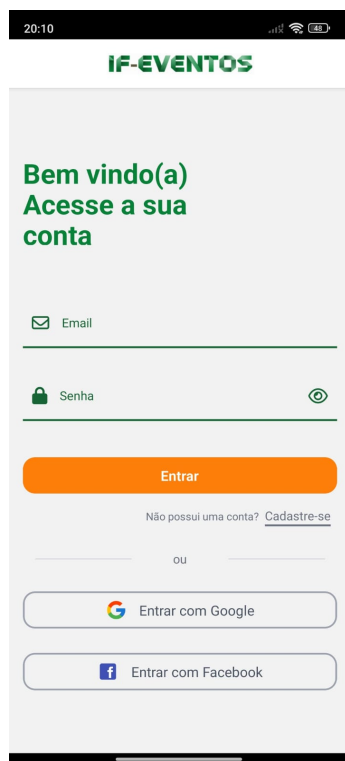 20:10
48
IF-EVENTOS
Bem vindo(a)
Acesse a sua
conta
Email
Senha
Entrar
Não possui uma conta? Cadastre-se
ou
Entrar com Google
Entrar com Facebook